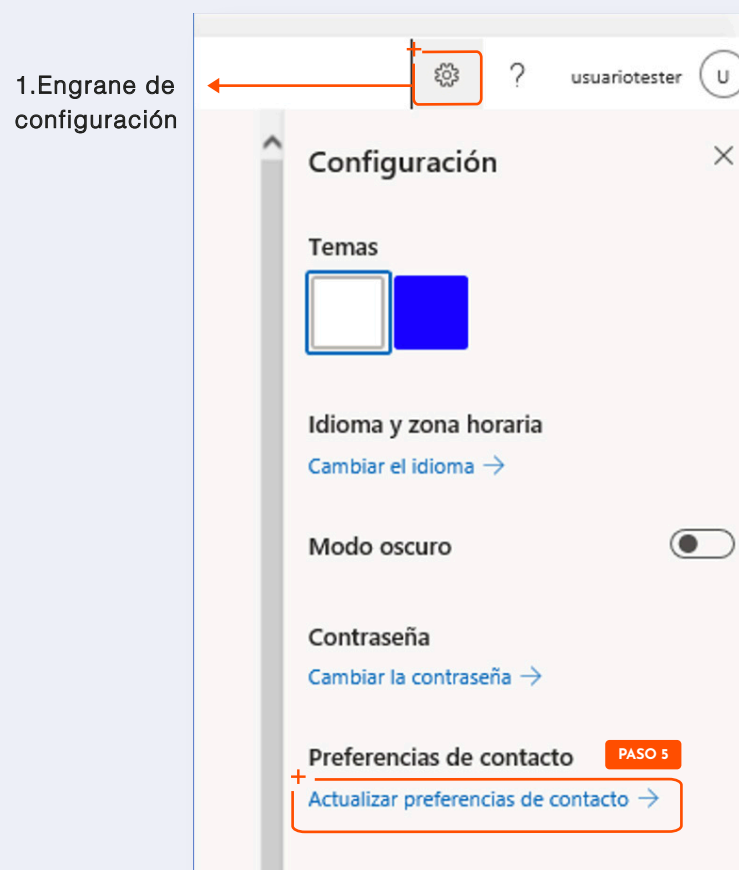 1.Engrane de
configuración
? usuariotester U
Configuración
Temas
Idioma y zona horaria
Cambiar el idioma →
Modo oscuro
Contraseña
Cambiar la contraseña →
Preferencias de contacto PASO 5
Actualizar preferencias de contacto →